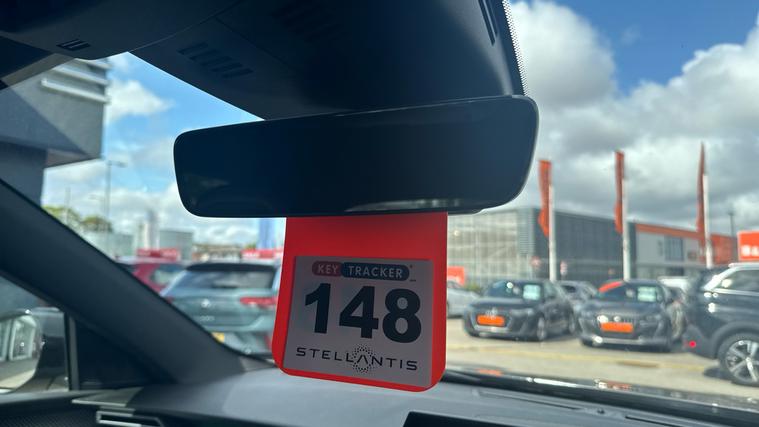 KEY TRACKER
148
STELLANTIS